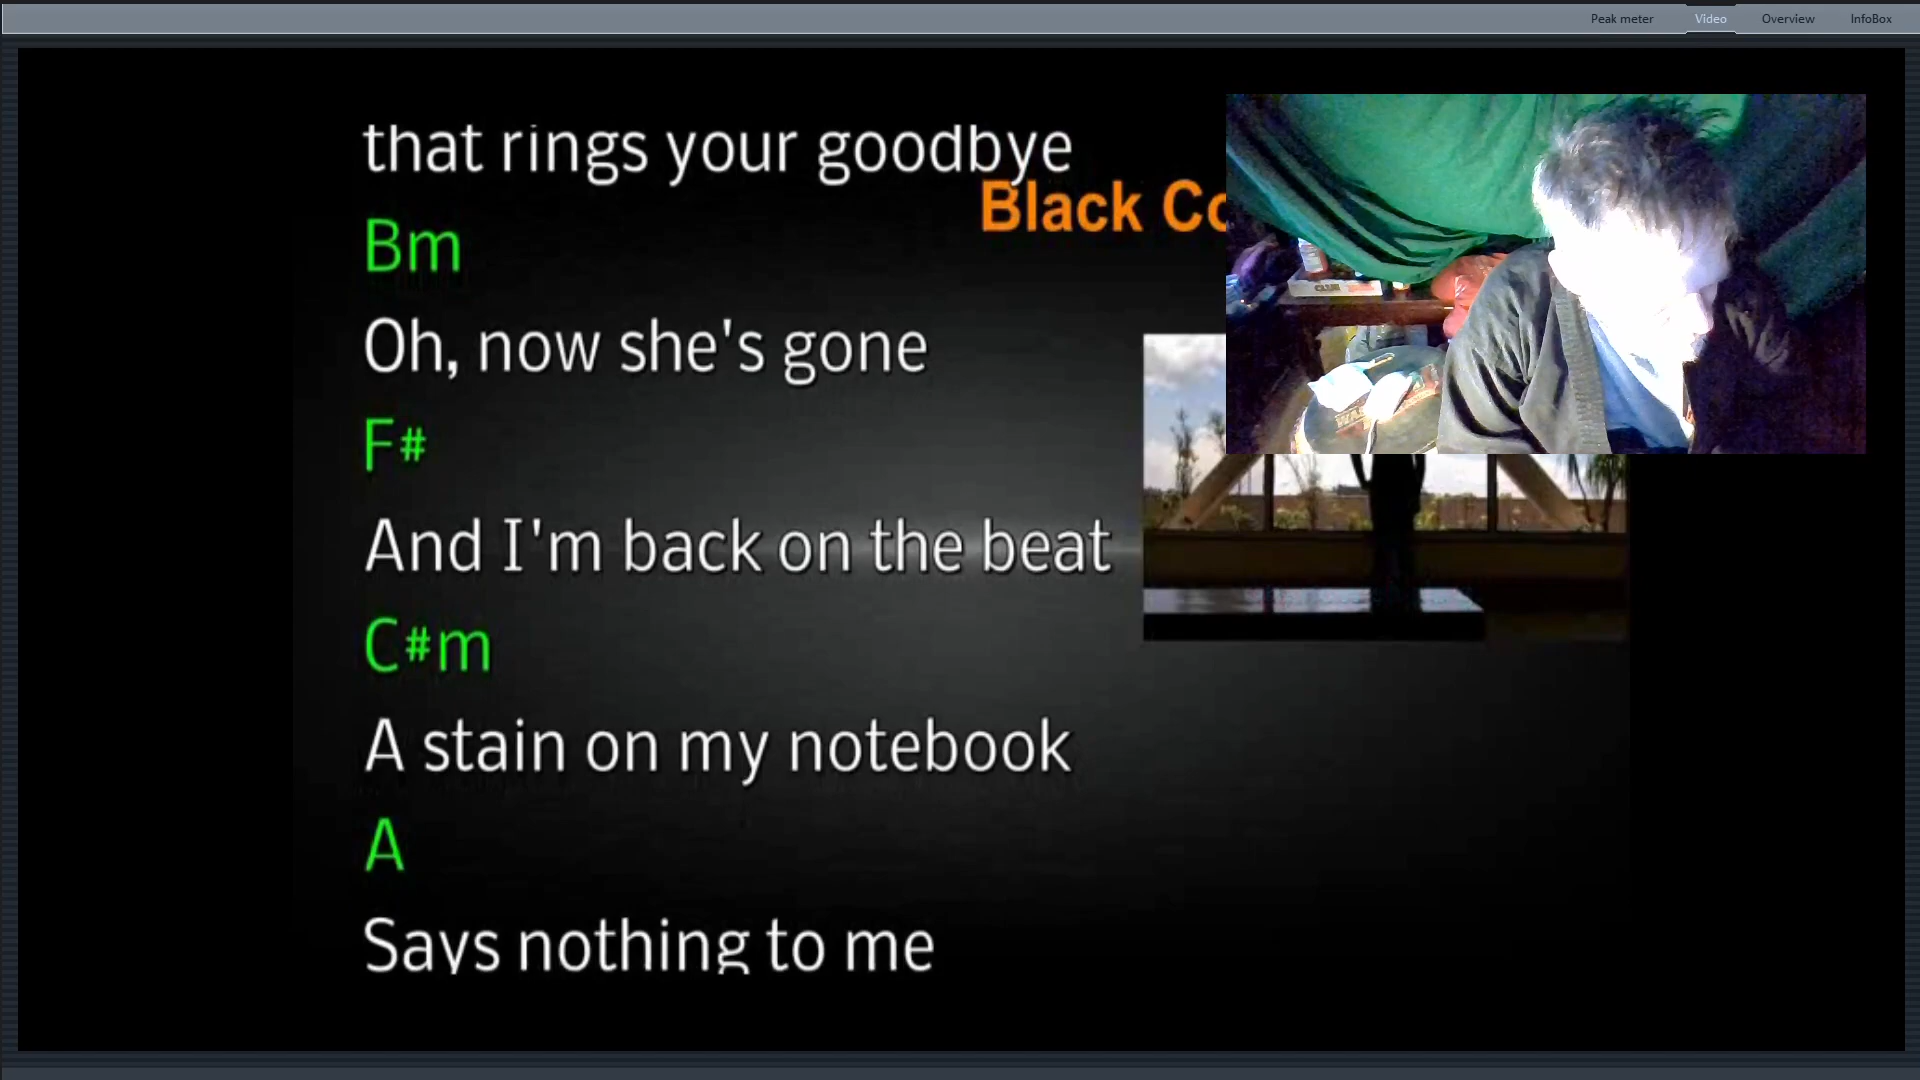 Peak meter Video Overview InfoBox
that rings your goodbye
Black
Bm
Oh, now she's gone
F#
And I'm back on the beat
C#m
A stain on my notebook
A
Says nothing to me